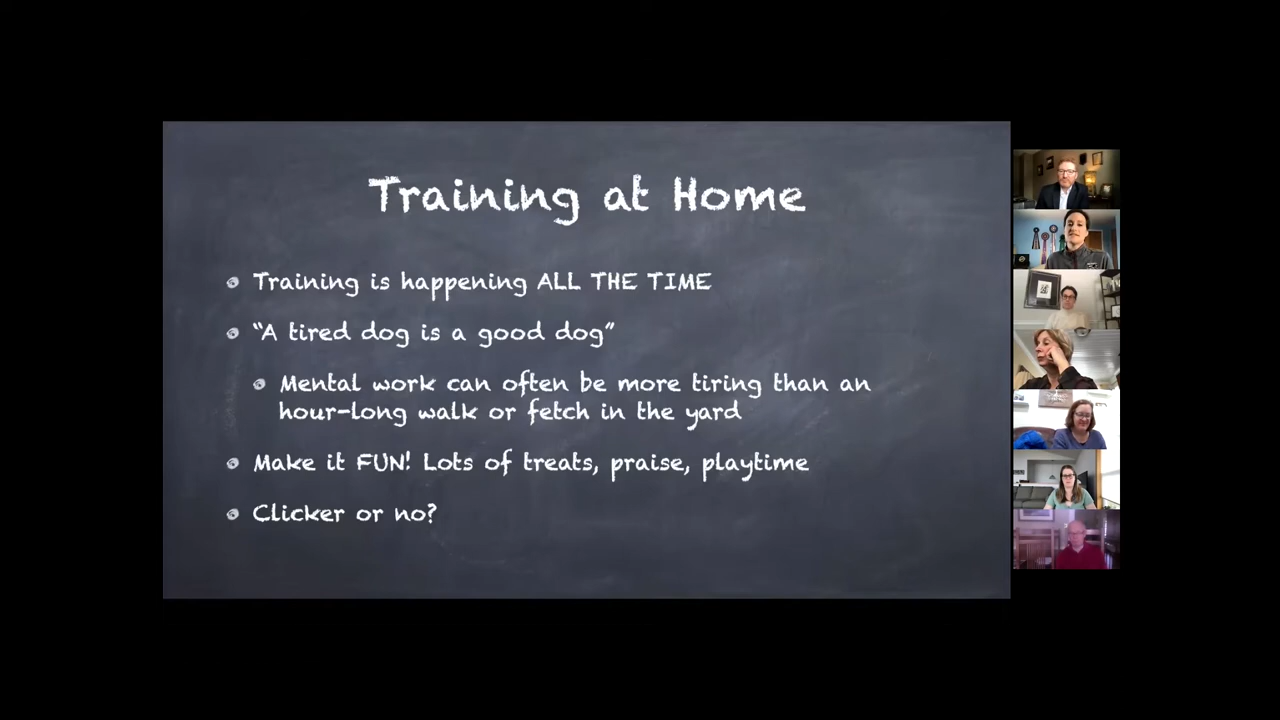 Training at Home
Training is happening ALL THE TIME
“A tired dog is a good dog”
Mental work can often be more tiring than an
hour-long walk or fetch in the yard
Make it FUN! Lots of treats, praise, playtime
Clicker or no?